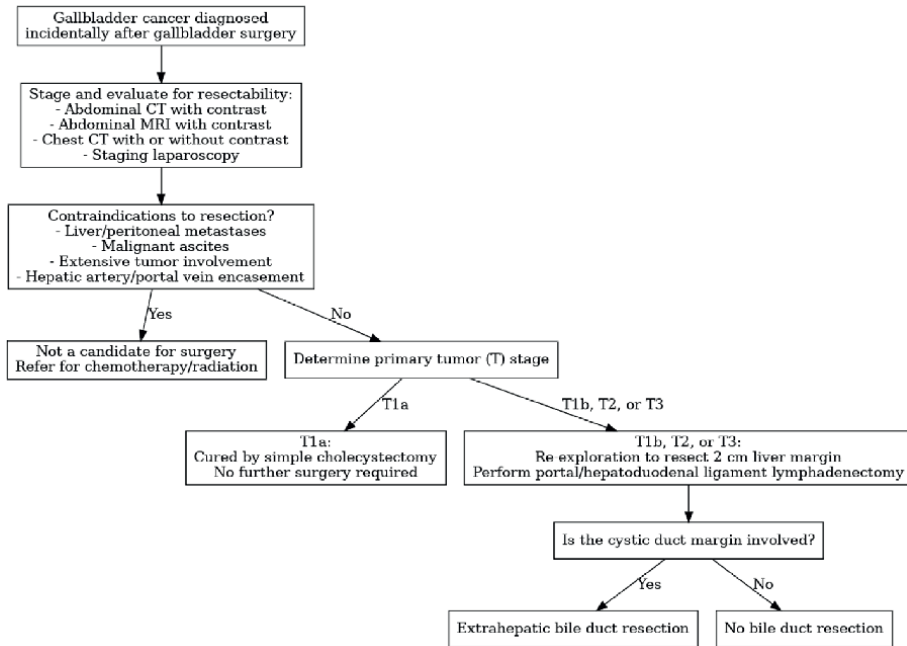 Gallbladder cancer diagnosed
incidentally after gallbladder surgery
Stage and evaluate for resectability:
- Abdominal CT with contrast
- Abdominal MRI with contrast
- Chest CT with or without contrast
- Staging laparoscopy
Contraindications to resection?
- Liver/peritoneal metastases
- Malignant ascites
- Extensive tumor involvement
- Hepatic artery/portal vein encasement
Yes
No
Not a candidate for surgery
Refer for chemotherapy/radiation
Determine primary tumor (T) stage
T1a
T1b, T2, or T3
T1a:
Cured by simple cholecystectomy
No further surgery required
T1b, T2, or T3:
Re exploration to resect 2 cm liver margin
Perform portal/hepatoduodenal ligament lymphadenectomy
Is the cystic duct margin involved?
Yes
No
Extrahepatic bile duct resection
No bile duct resection